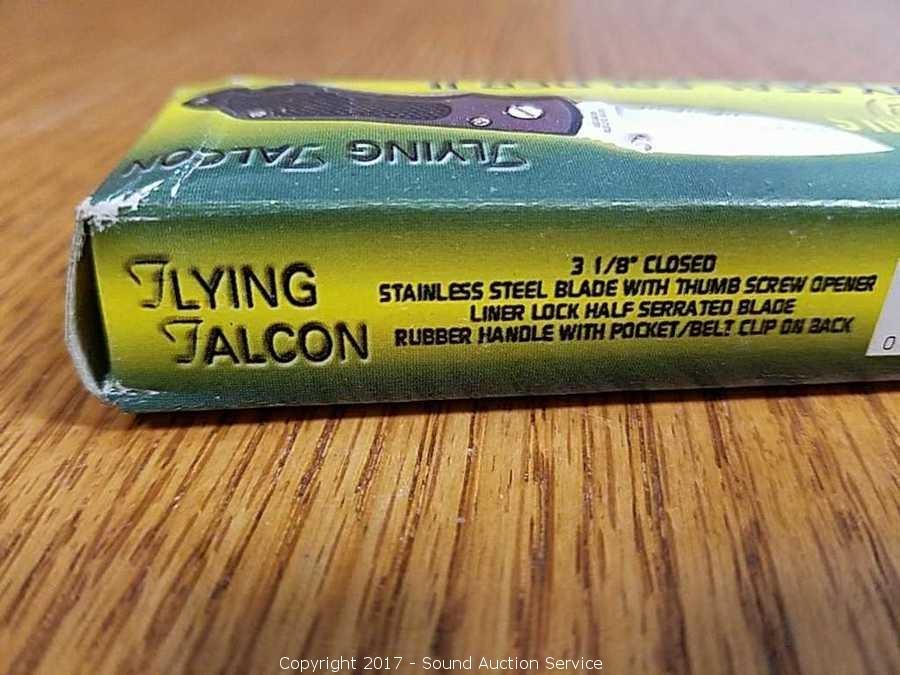 FLYING FALCON
FLYING
FALCON
3 1/8" CLOSED
STAINLESS STEEL BLADE WITH THUMB SCREW OPENER
LINER LOCK HALF SERRATED BLADE
RUBBER HANDLE WITH POCKET/BELT CLIP ON BACK
0
Copyright 2017 - Sound Auction Service